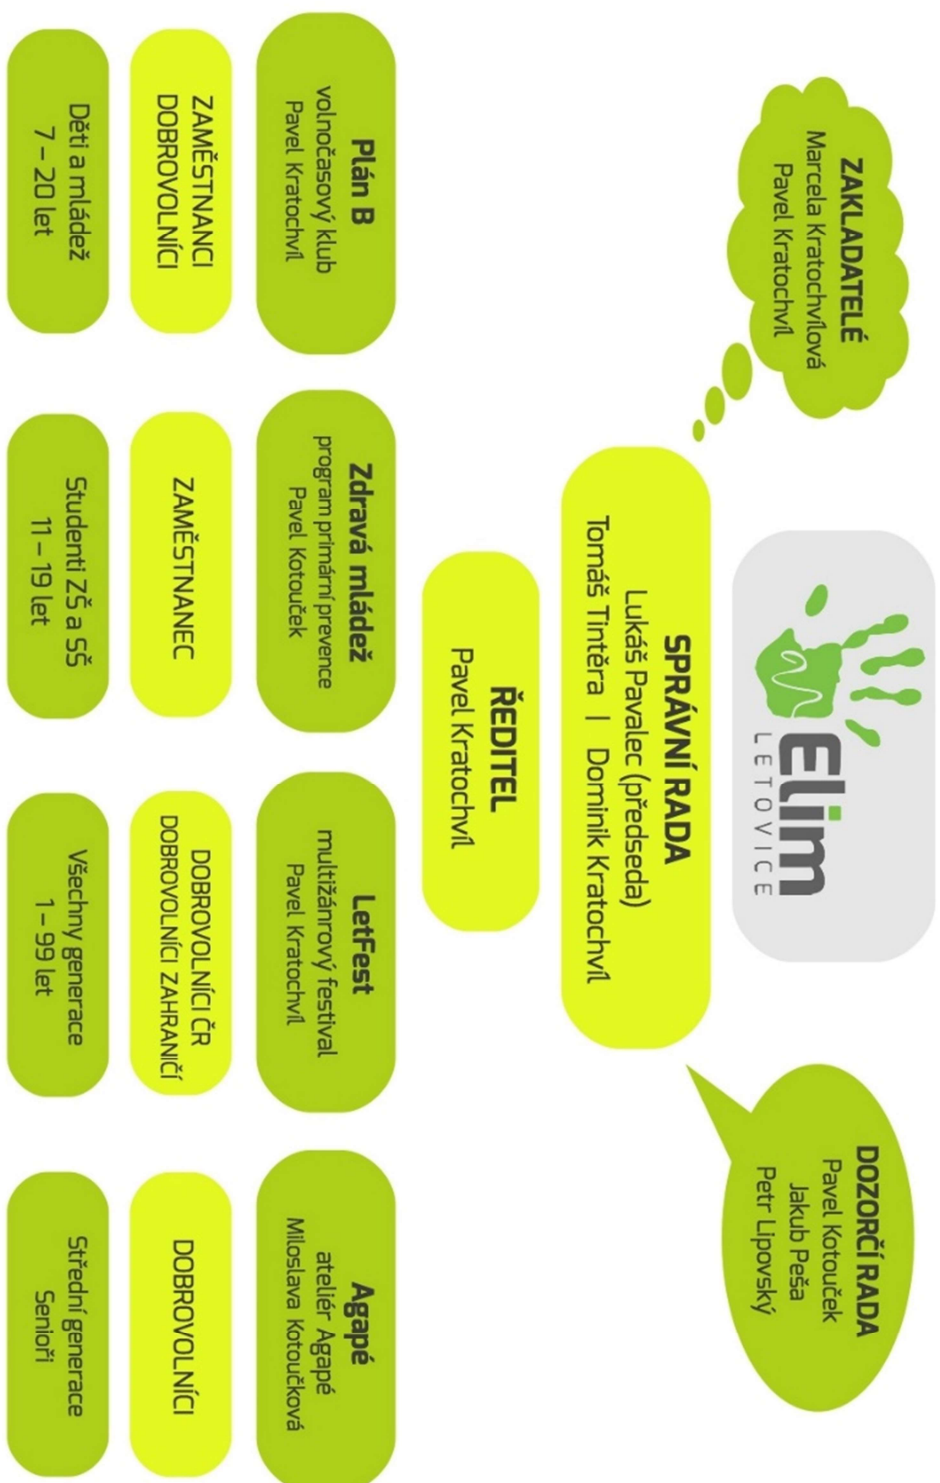 Elim
LETOVICE
ZAKLADATELÉ
Marcela Kratochvílová
Pavel Kratochvíl
DOZORČÍ RADA
Pavel Kotouček
Jakub Peša
Petr Lipovský
SPRÁVNÍ RADA
Lukáš Pavalec (předseda)
Tomáš Tintěra | Dominik Kratochvíl
ŘEDITEL
Pavel Kratochvíl
Plán B
volnočasový klub
Pavel Kratochvíl
ZAMĚSTNANCI
DOBROVOLNÍCI
Děti a mládež
7 – 20 let
Zdravá mládež
program primární prevence
Pavel Kotouček
ZAMĚSTNANEC
Studenti ZŠ a SŠ
11 – 19 let
LetFest
multižánrový festival
Pavel Kratochvíl
DOBROVOLNÍCI ČR
DOBROVOLNÍCI ZAHRANIČÍ
Všechny generace
1 – 99 let
Agapé
ateliér Agapé
Miloslava Kotoučková
DOBROVOLNÍCI
Střední generace
Senioři